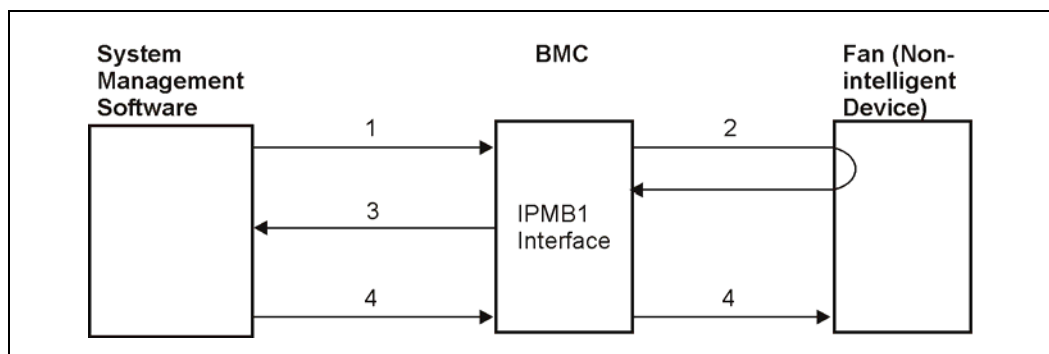 System
Management
Software
BMC
Fan (Non-
intelligent
Device)
1
2
IPMB1
Interface
3
4
4